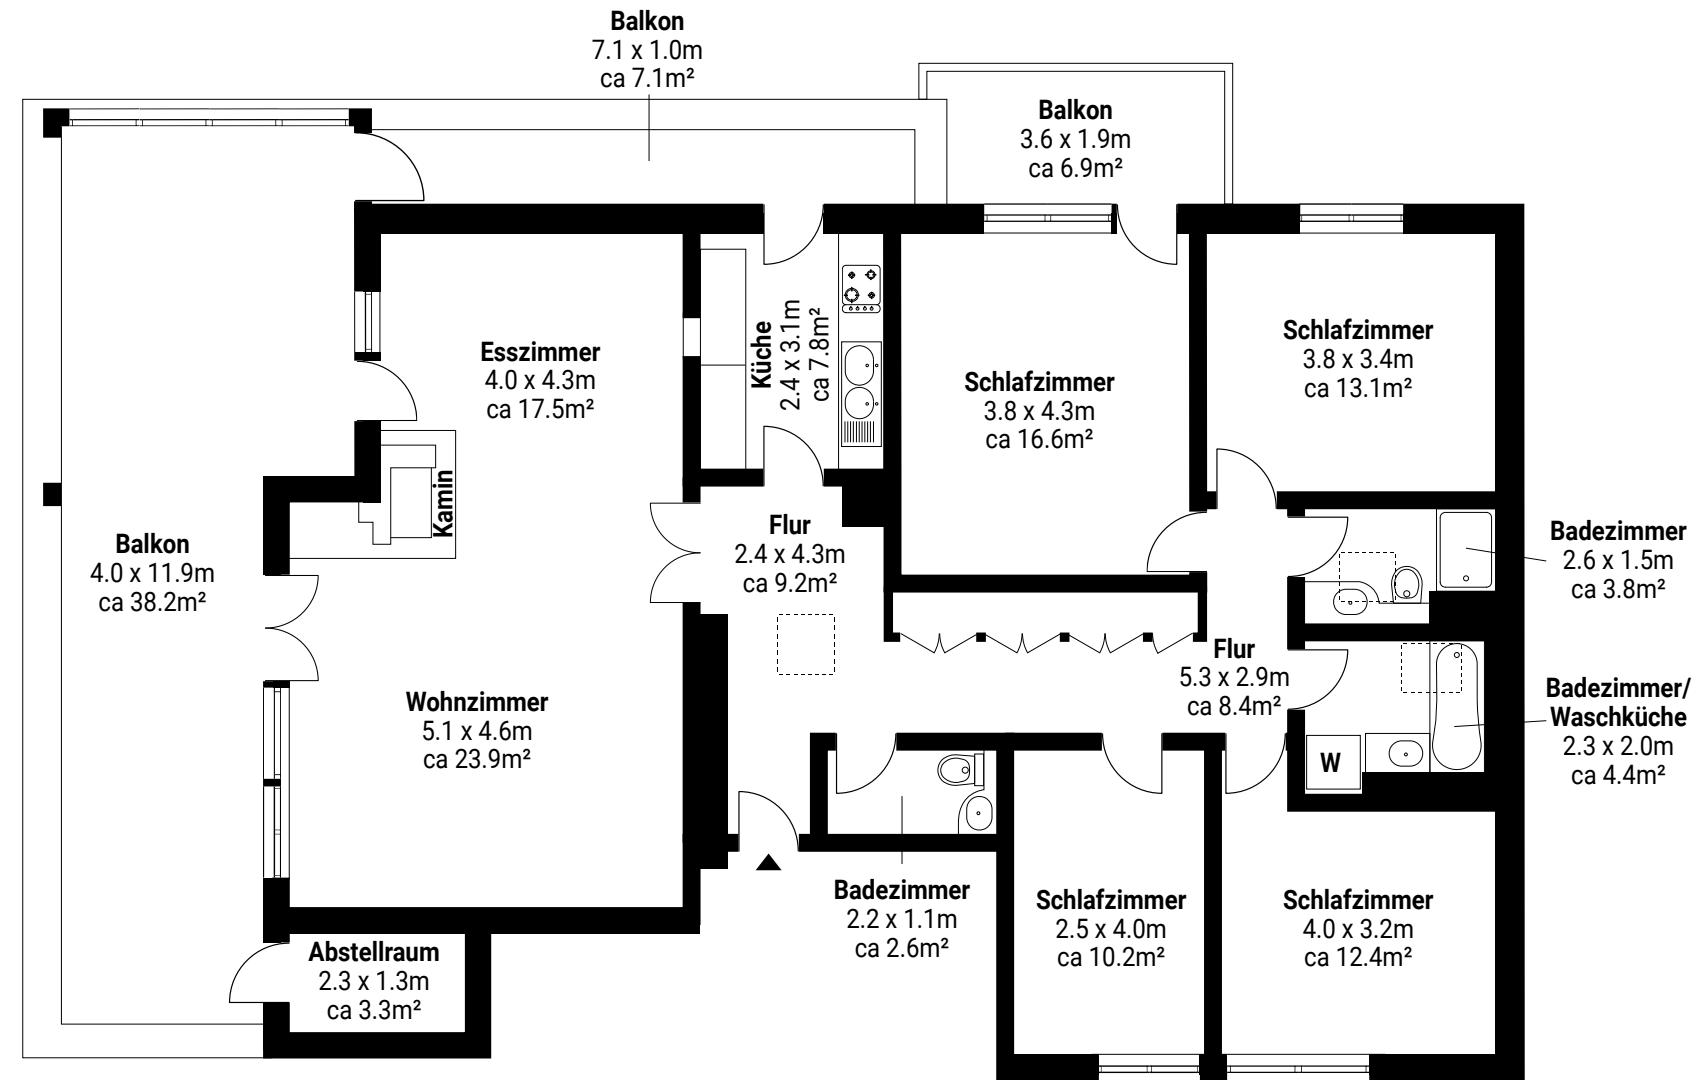 Balkon
7.1 x 1.0m
ca 7.1m²
Balkon
3.6 x 1.9m
ca 6.9m²
Esszimmer
4.0 x 4.3m
ca 17.5m²
Küche
2.4 x 3.1m
ca 7.8m²
Schlafzimmer
3.8 x 4.3m
ca 16.6m²
Schlafzimmer
3.8 x 3.4m
ca 13.1m²
Kamin
Balkon
4.0 x 11.9m
ca 38.2m²
Flur
2.4 x 4.3m
ca 9.2m²
Badezimmer
2.6 x 1.5m
ca 3.8m²
Wohnzimmer
5.1 x 4.6m
ca 23.9m²
Flur
5.3 x 2.9m
ca 8.4m²
Badezimmer/
Waschküche
2.3 x 2.0m
ca 4.4m²
W
Abstellraum
2.3 x 1.3m
ca 3.3m²
Badezimmer
2.2 x 1.1m
ca 2.6m²
Schlafzimmer
2.5 x 4.0m
ca 10.2m²
Schlafzimmer
4.0 x 3.2m
ca 12.4m²